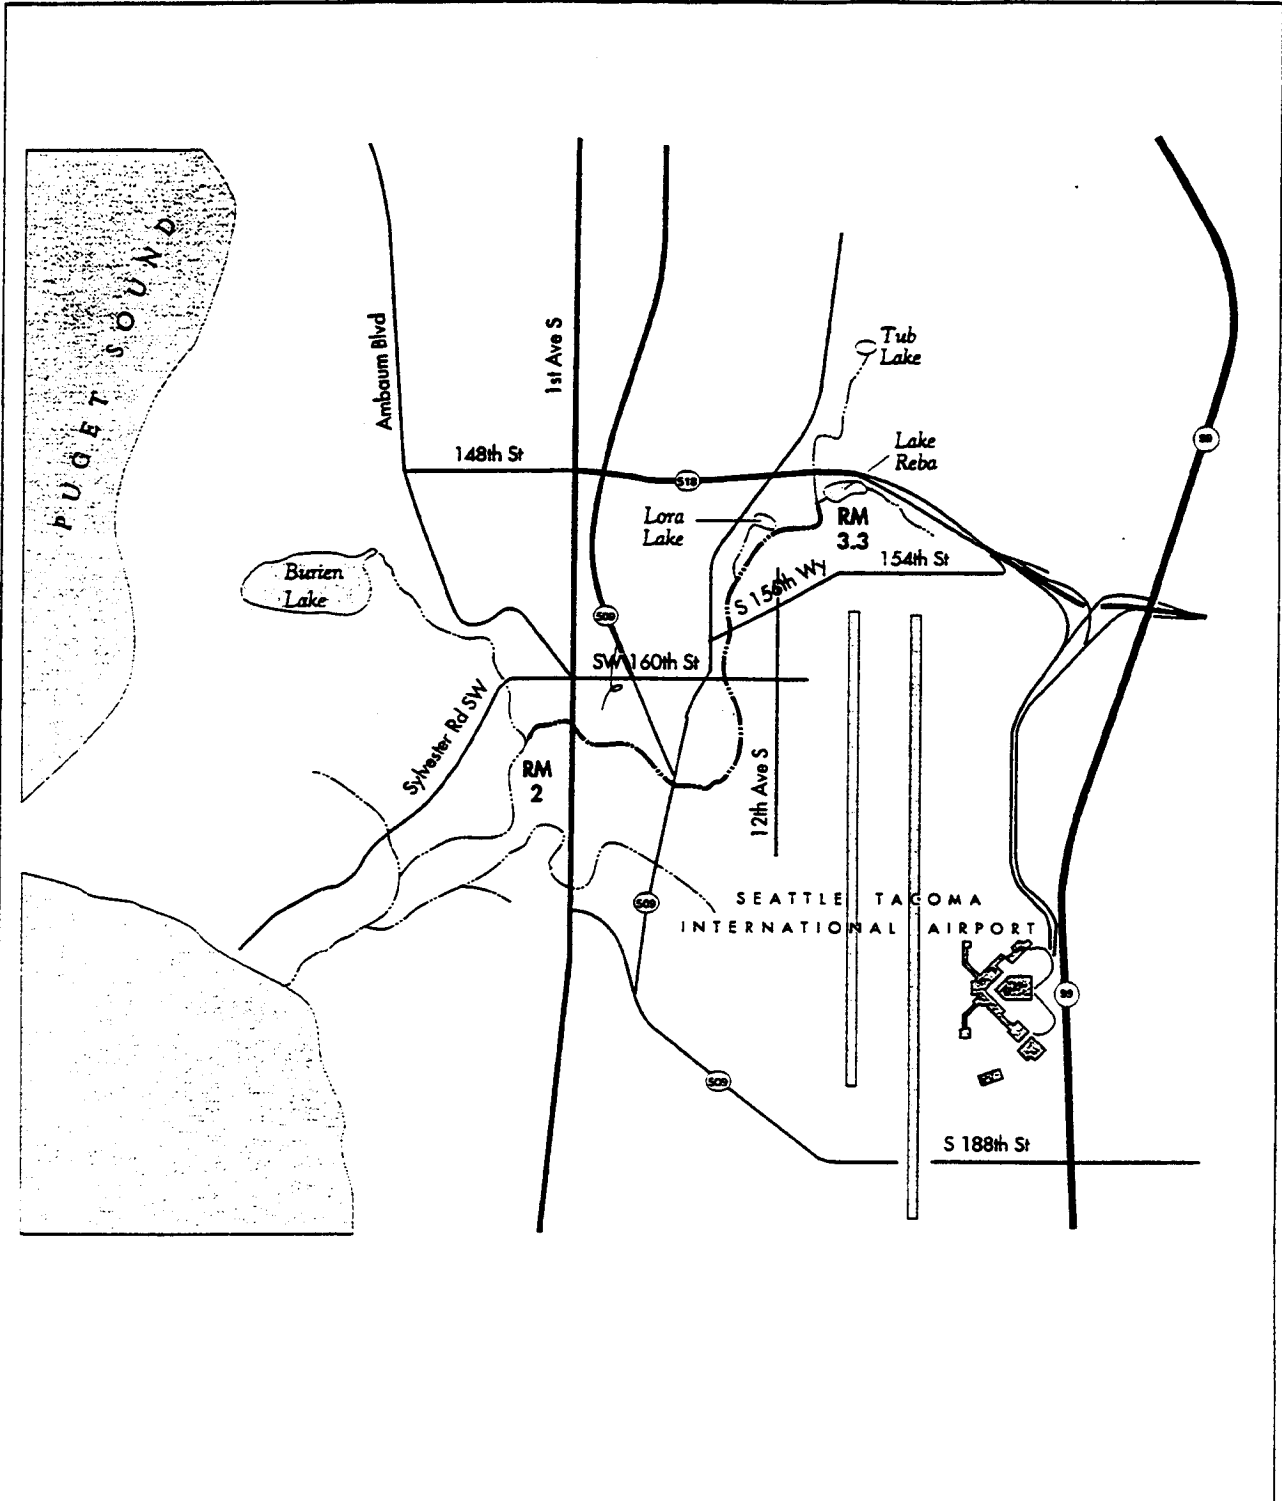 PUGET SOUND
Ambaum Blvd
1st Ave S
Tub
Lake
99
148th St
518
Lake
Reba
Lora
Lake
RM
3.3
154th St
Burien
Lake
S 156th Wy
509
SW 160th St
Sylvester Rd SW
RM
2
12th Ave S
509
SEATTLE TACOMA
INTERNATIONAL AIRPORT
99
509
S 188th St